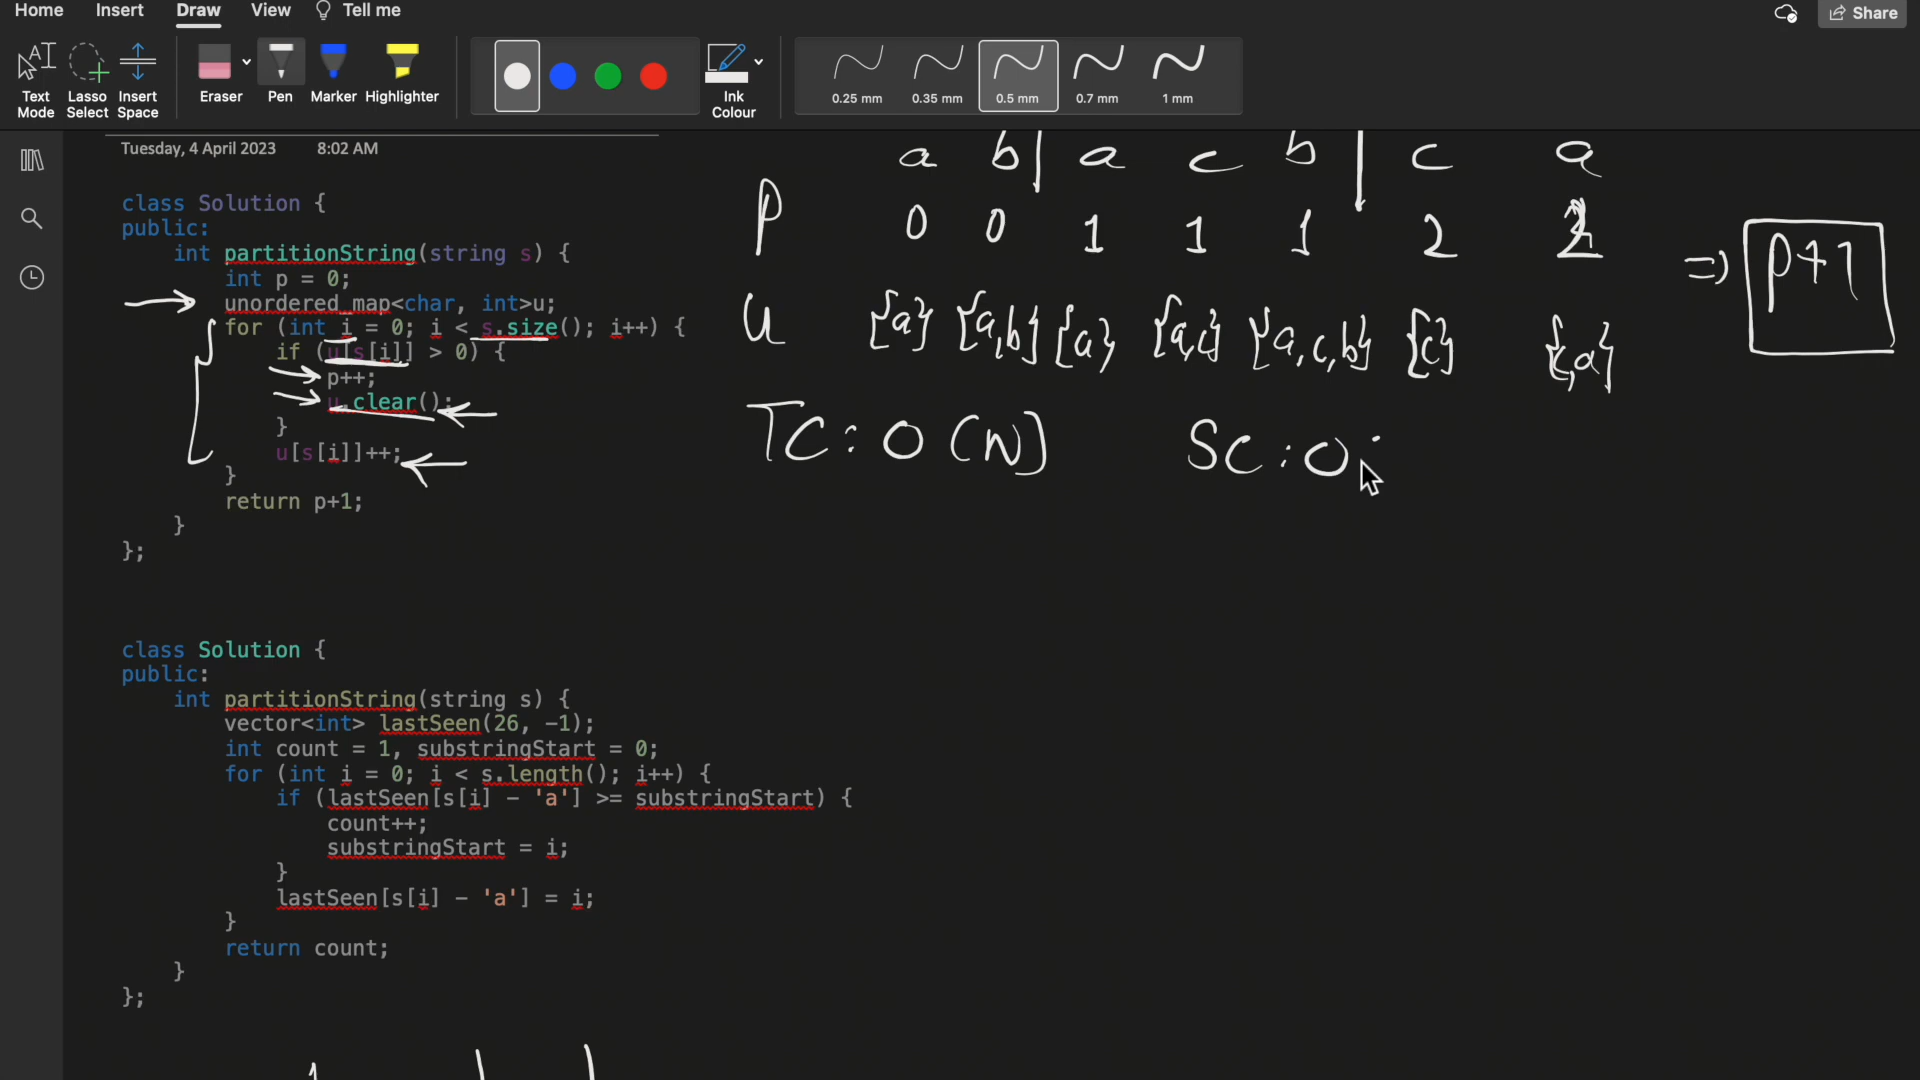 Home Insert Draw View Tell me
Share
Text Mode
Lasso Select
Insert Space
Eraser
Pen
Marker
Highlighter
Ink Colour
0.25 mm
0.35 mm
0.5 mm
0.7 mm
1 mm
Tuesday, 4 April 2023 8:02 AM
class Solution {
public:
int partitionString(string s) {
int p = 0;
unordered_map<char, int>u;
for (int i = 0; i < s.size(); i++) {
if (u[s[i]] > 0) {
p++;
u.clear();
}
u[s[i]]++;
}
return p+1;
}
};
a b | a c b | c a
p 0 0 1 1 1 2 2
=> p+1
u {a} {a,b} {a} {a,c} {a,c,b} {c} {c,a}
TC: O(N) SC: O
class Solution {
public:
int partitionString(string s) {
vector<int> lastSeen(26, -1);
int count = 1, substringStart = 0;
for (int i = 0; i < s.length(); i++) {
if (lastSeen[s[i] - 'a'] >= substringStart) {
count++;
substringStart = i;
}
lastSeen[s[i] - 'a'] = i;
}
return count;
}
};